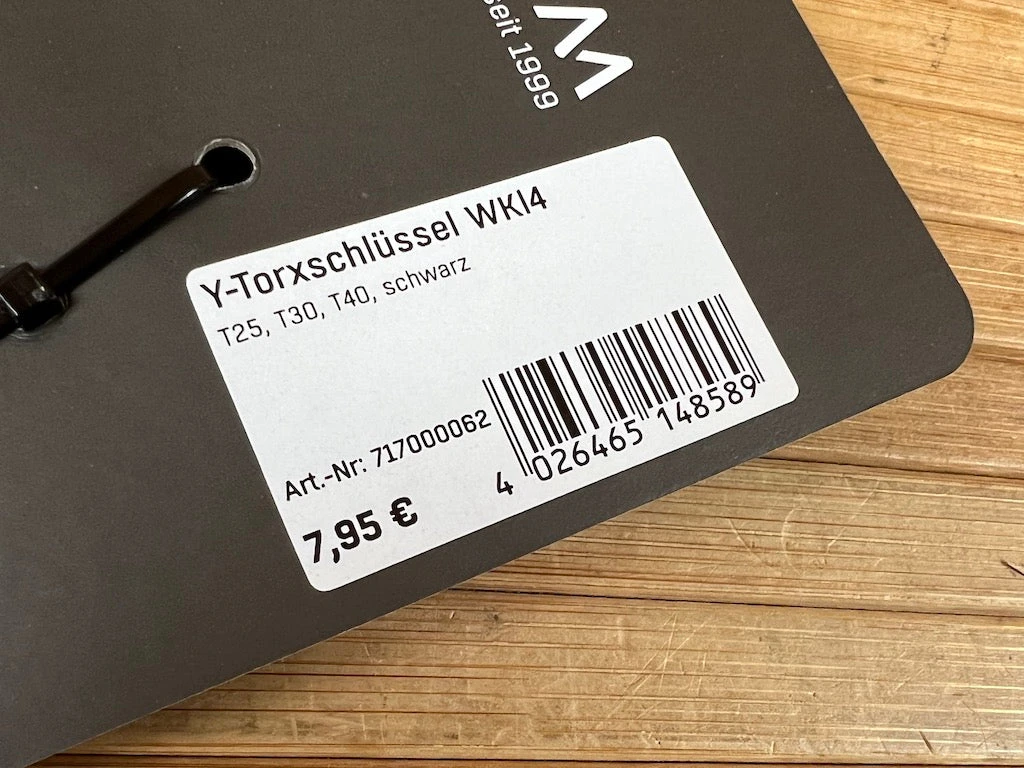 seit 1999
Y-Torxschlüssel WKI4
T25, T30, T40, schwarz
Art.-Nr: 717000062
4 026465 148589
7,95 €